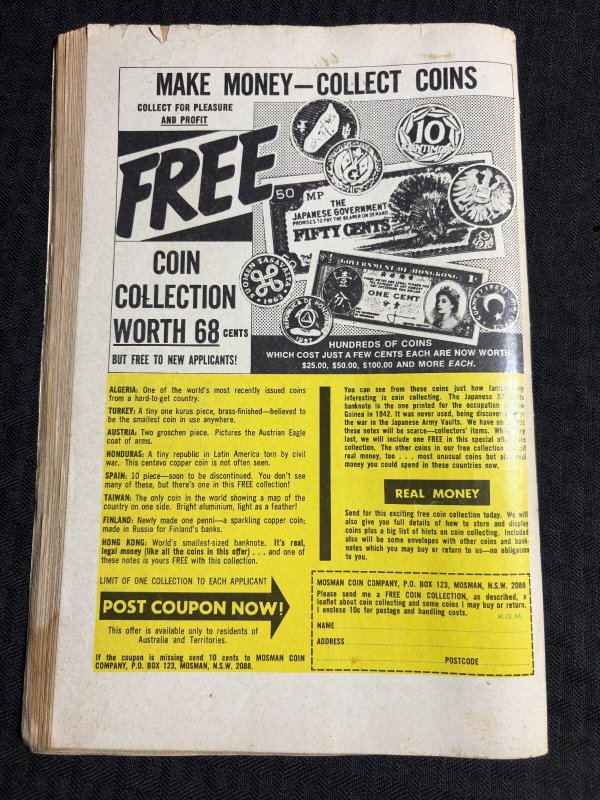 MAKE MONEY—COLLECT COINS
COLLECT FOR PLEASURE
AND PROFIT
FREE
COIN
COLLECTION
WORTH 68 CENTS
BUT FREE TO NEW APPLICANTS!
10
CENTIMOS
50 MP
THE
JAPANESE GOVERNMENT
PROMISES TO PAY THE BEARER ON DEMAND
FIFTY CENTS
50
SUOMEN TASAVALTA
1963
GOVERNMENT OF HONGKONG
壹
分
ONE CENT
1
1957
HUNDREDS OF COINS
WHICH COST JUST A FEW CENTS EACH ARE NOW WORTH
$25.00, $50.00, $100.00 AND MORE EACH.
ALGERIA: One of the world's most recently issued coins
from a hard-to-get country.
TURKEY: A tiny one kurus piece, brass-finished—believed to
be the smallest coin in use anywhere.
AUSTRIA: Two groschen piece. Pictures the Austrian Eagle
coat of arms.
HONDURAS: A tiny republic in Latin America torn by civil
war. This centavo copper coin is not often seen.
SPAIN: 10 piece—soon to be discontinued. You don't see
many of these, but there's one in this FREE collection!
TAIWAN: The only coin in the world showing a map of the
country on one side. Bright aluminium, light as a feather!
FINLAND: Newly made one penni—a sparkling copper coin;
made in Russia for Finland's banks.
HONG KONG: World's smallest-sized banknote. It's real,
legal money (like all the coins in this offer) . . . and one of
these notes is yours FREE with this collection.
You can see from these coins just how
interesting is coin collecting. The Japanese
banknote is the one printed for the occupation
Guinea in 1942. It was never used, being discovered
the war in the Japanese Army Vaults. We have
these notes will be scarce—collectors' items. While
last, we will include one FREE in this special
collection. The other coins in our free collection
real money, too . . . most unusual coins but
money you could spend in these countries now.
REAL MONEY
Send for this exciting free coin collection today. We will
also give you full details of how to store and display
coins plus a big list of hints on coin collecting. Included
also will be some envelopes with other coins and bank-
notes which you may buy or return to us—no obligation
to you.
LIMIT OF ONE COLLECTION TO EACH APPLICANT
POST COUPON NOW!
This offer is available only to residents of
Australia and Territories.
If the coupon is missing send 10 cents to MOSMAN COIN
COMPANY, P.O. BOX 123, MOSMAN, N.S.W. 2088.
MOSMAN COIN COMPANY, P.O. BOX 123, MOSMAN, N.S.W. 2088
Please send me a FREE COIN COLLECTION, as described, a
leaflet about coin collecting and some coins I may buy or return.
I enclose 10c for postage and handling costs.
K.G.M.
NAME
ADDRESS
POSTCODE